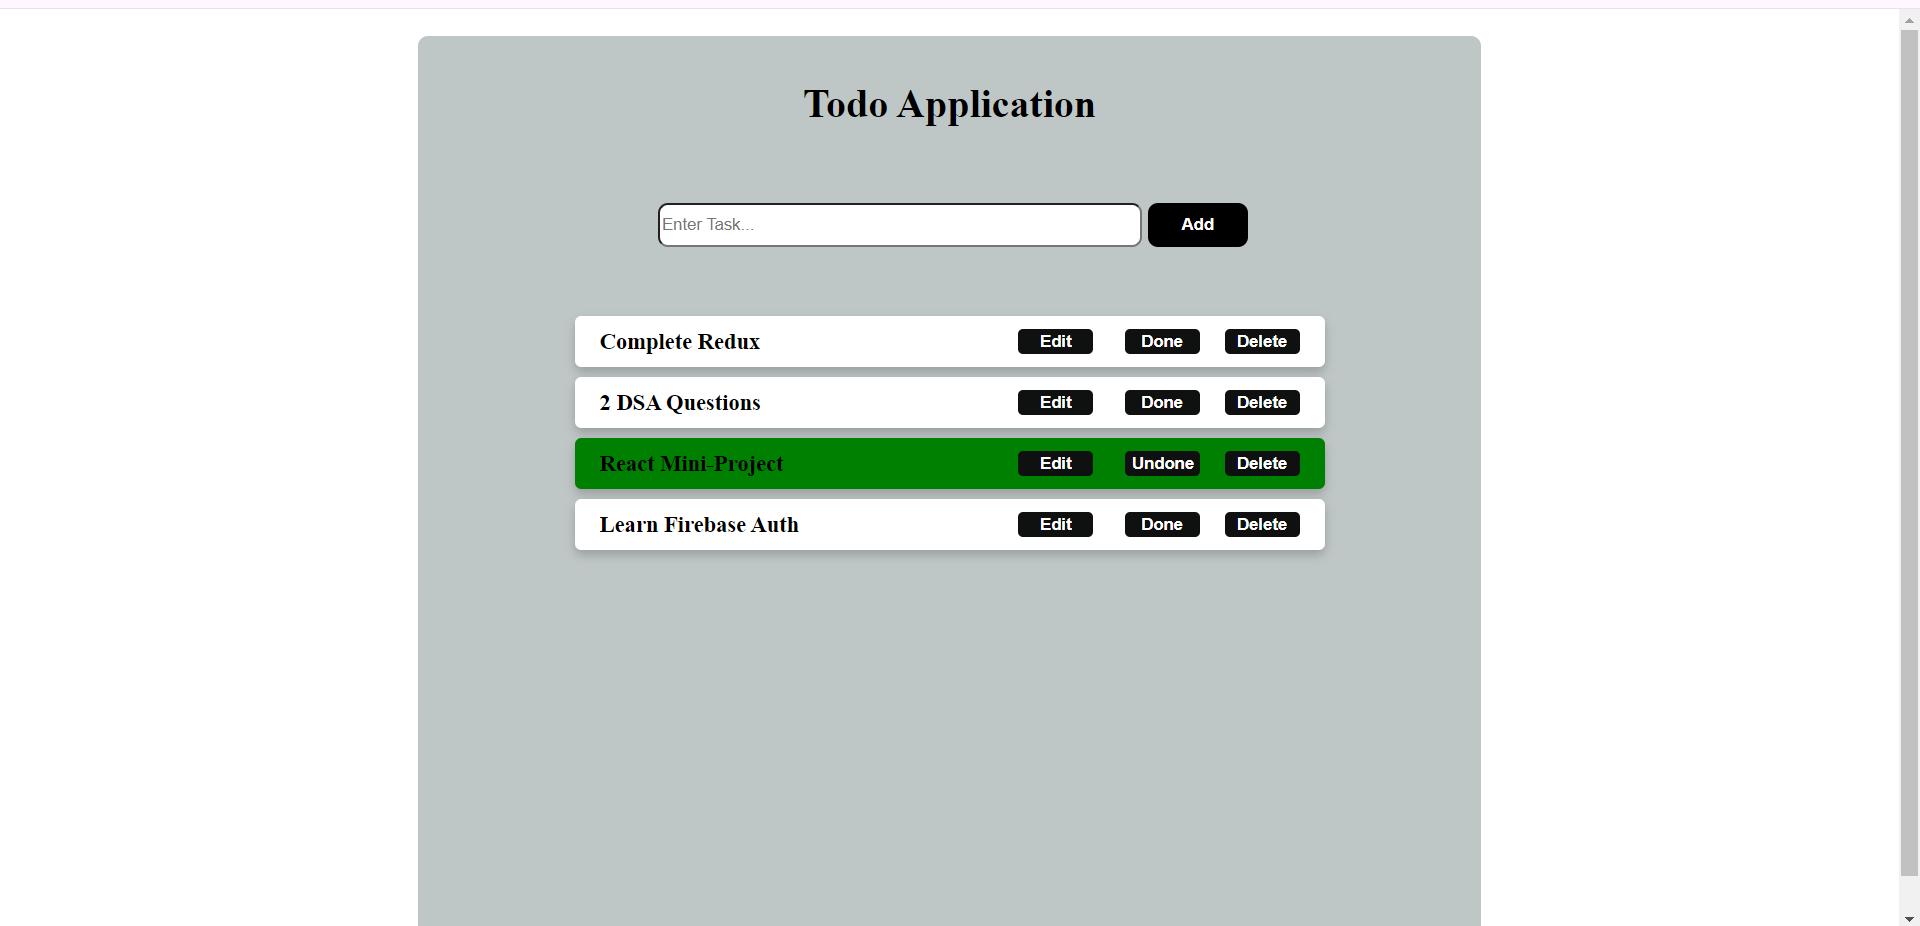 Todo Application
Enter Task... Add
Complete Redux Edit Done Delete
2 DSA Questions Edit Done Delete
React Mini-Project Edit Undone Delete
Learn Firebase Auth Edit Done Delete